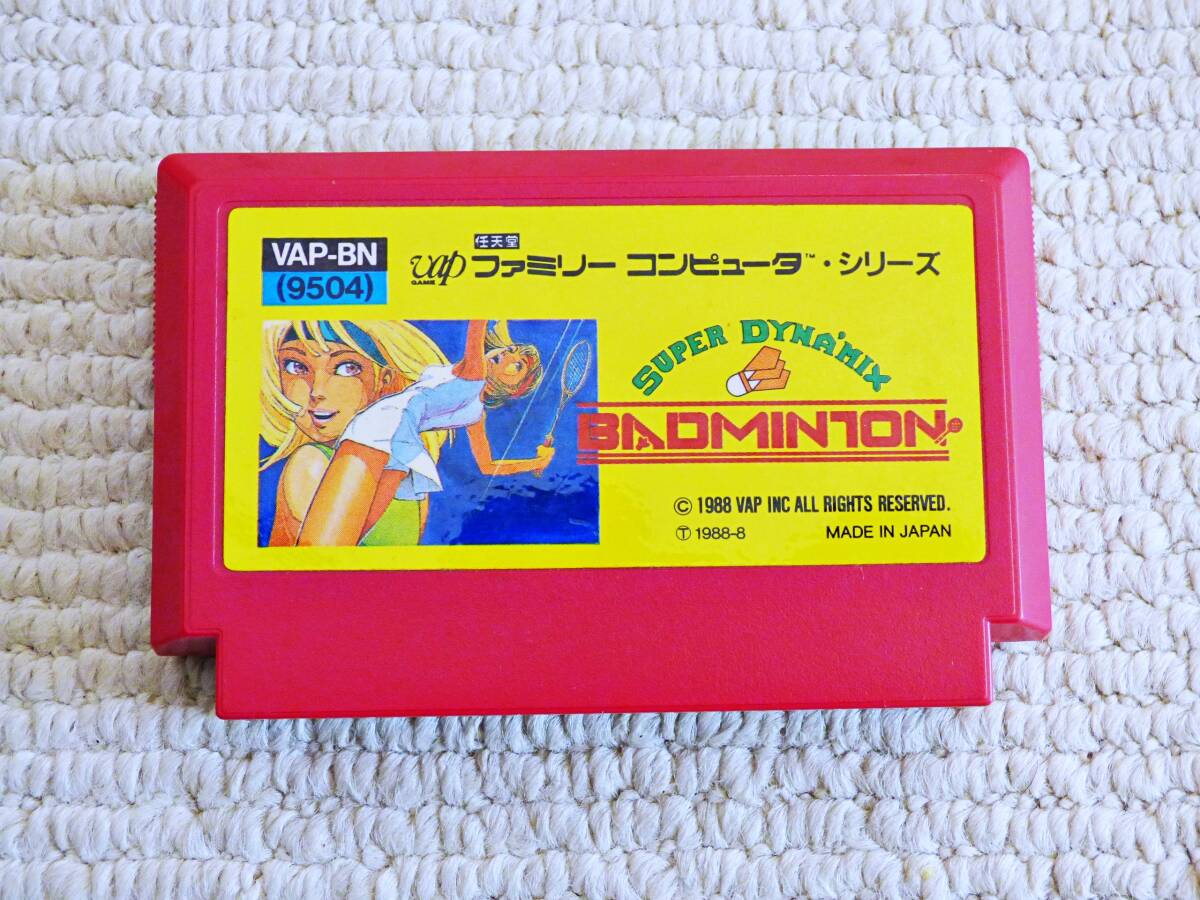 VAP-BN
(9504)
任天堂
vap ファミリー コンピュータ™・シリーズ
GAME
SUPER DYNA'MIX
BADMINTON
© 1988 VAP INC ALL RIGHTS RESERVED.
Ⓣ 1988-8 MADE IN JAPAN